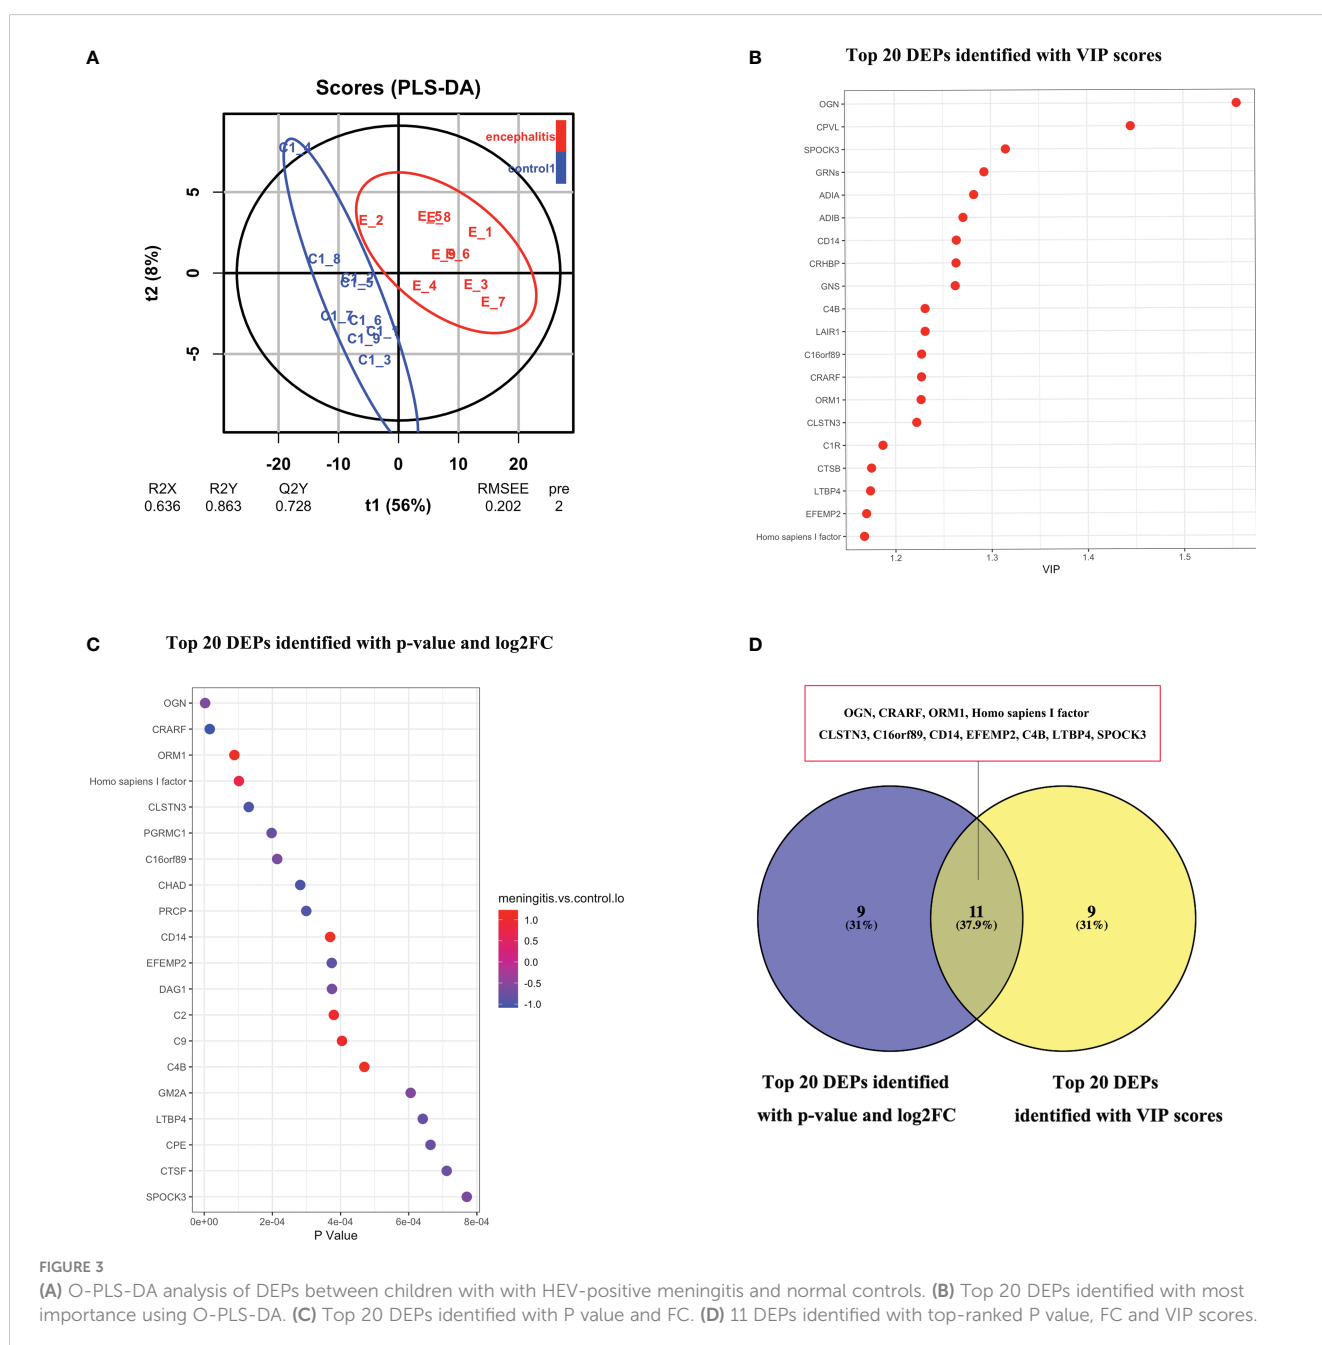 A
Scores (PLS-DA)
encephalitis
control1
C1_4
E_2
E_5
E_8
E_1
C1_8
E_9
E_6
C1_2
C1_5
E_4
E_3
E_7
C1_7
C1_6
C1_1
C1_9
C1_3
t2 (8%)
5
0
-5
-20 -10 0 10 20
R2X R2Y Q2Y RMSEE pre
0.636 0.863 0.728 t1 (56%) 0.202 2
B
Top 20 DEPs identified with VIP scores
OGN
CPVL
SPOCK3
GRNs
ADIA
ADIB
CD14
CRHBP
GNS
C4B
LAIR1
C16orf89
CRARF
ORM1
CLSTN3
C1R
CTSB
LTBP4
EFEMP2
Homo sapiens I factor
1.2 1.3 1.4 1.5
VIP
C
Top 20 DEPs identified with p-value and log2FC
OGN
CRARF
ORM1
Homo sapiens I factor
CLSTN3
PGRMC1
C16orf89
CHAD
PRCP
CD14
EFEMP2
DAG1
C2
C9
C4B
GM2A
LTBP4
CPE
CTSF
SPOCK3
0e+00 2e-04 4e-04 6e-04 8e-04
P Value
meningitis.vs.control.lo
1.0
0.5
0.0
-0.5
-1.0
D
OGN, CRARF, ORM1, Homo sapiens I factor
CLSTN3, C16orf89, CD14, EFEMP2, C4B, LTBP4, SPOCK3
9 11 9
(31%) (37.9%) (31%)
Top 20 DEPs identified
with p-value and log2FC
Top 20 DEPs
identified with VIP scores
FIGURE 3
(A) O-PLS-DA analysis of DEPs between children with with HEV-positive meningitis and normal controls. (B) Top 20 DEPs identified with most
importance using O-PLS-DA. (C) Top 20 DEPs identified with P value and FC. (D) 11 DEPs identified with top-ranked P value, FC and VIP scores.